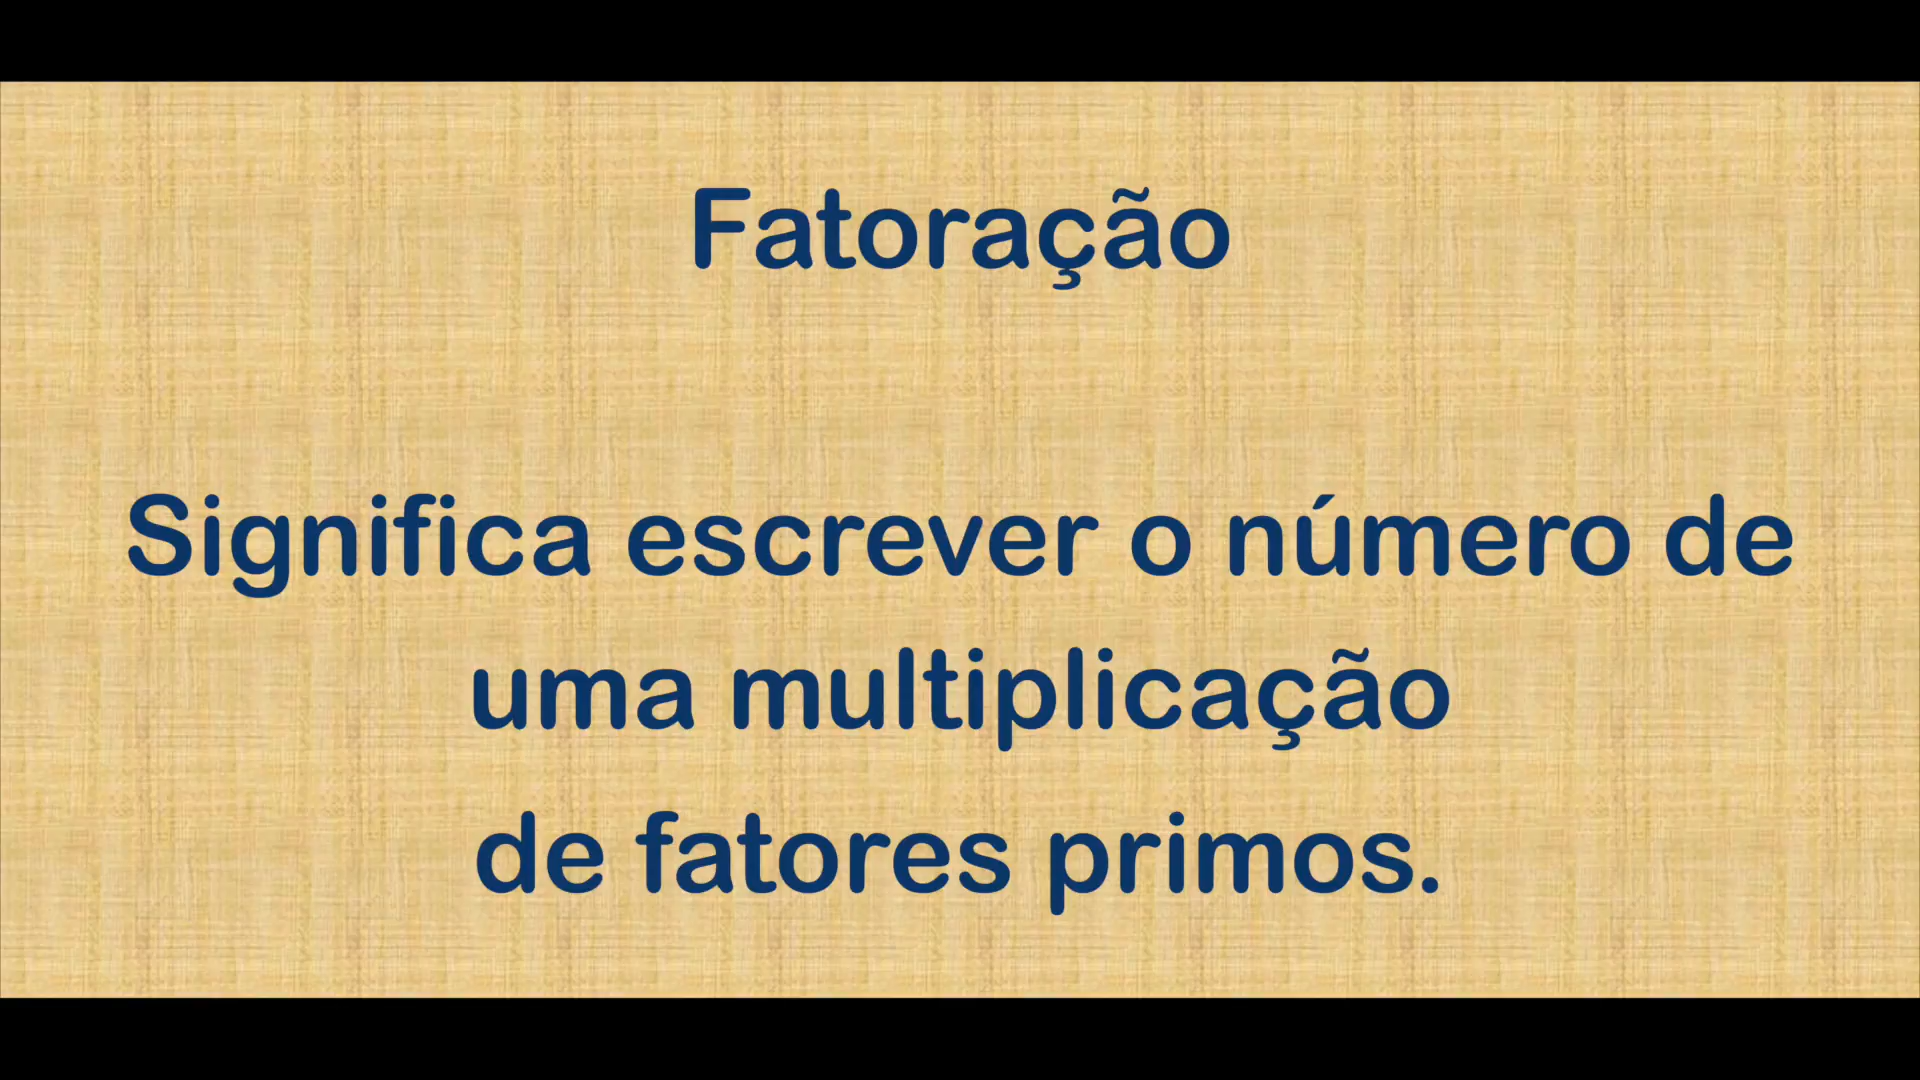 Fatoração
Significa escrever o número de
uma multiplicação
de fatores primos.